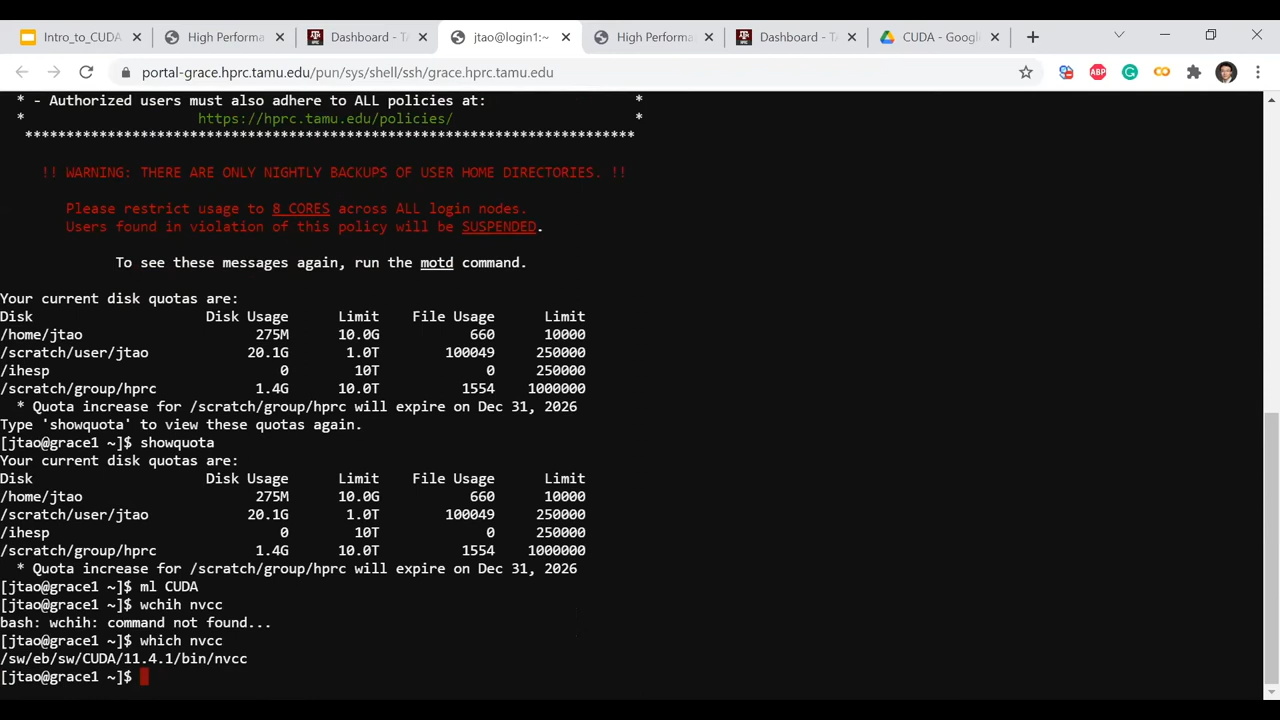 Intro_to_CUDA
High Performa
Dashboard - TA
jtao@login1:~
High Performa
Dashboard - TA
CUDA - Google
portal-grace.hprc.tamu.edu/pun/sys/shell/ssh/grace.hprc.tamu.edu
ABP
* - Authorized users must also adhere to ALL policies at: *
* https://hprc.tamu.edu/policies/ *
***************************************************************************
!! WARNING: THERE ARE ONLY NIGHTLY BACKUPS OF USER HOME DIRECTORIES. !!
Please restrict usage to 8 CORES across ALL login nodes.
Users found in violation of this policy will be SUSPENDED.
To see these messages again, run the motd command.
Your current disk quotas are:
Disk Disk Usage Limit File Usage Limit
/home/jtao 275M 10.0G 660 10000
/scratch/user/jtao 20.1G 1.0T 100049 250000
/ihesp 0 10T 0 250000
/scratch/group/hprc 1.4G 10.0T 1554 1000000
* Quota increase for /scratch/group/hprc will expire on Dec 31, 2026
Type 'showquota' to view these quotas again.
[jtao@grace1 ~]$ showquota
Your current disk quotas are:
Disk Disk Usage Limit File Usage Limit
/home/jtao 275M 10.0G 660 10000
/scratch/user/jtao 20.1G 1.0T 100049 250000
/ihesp 0 10T 0 250000
/scratch/group/hprc 1.4G 10.0T 1554 1000000
* Quota increase for /scratch/group/hprc will expire on Dec 31, 2026
[jtao@grace1 ~]$ ml CUDA
[jtao@grace1 ~]$ wchih nvcc
bash: wchih: command not found...
[jtao@grace1 ~]$ which nvcc
/sw/eb/sw/CUDA/11.4.1/bin/nvcc
[jtao@grace1 ~]$